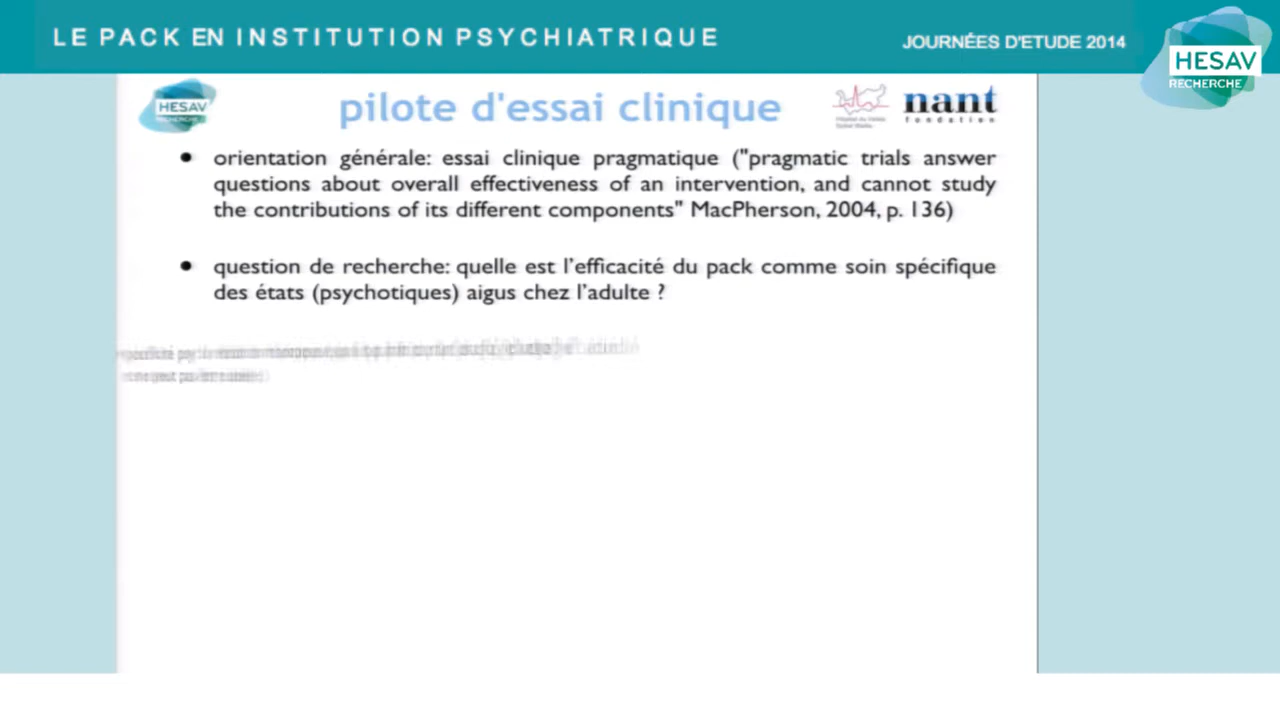 LE PACK EN INSTITUTION PSYCHIATRIQUE
JOURNÉES D'ETUDE 2014
HESAV
RECHERCHE
HESAV
RECHERCHE
pilote d'essai clinique
nant
fondation
orientation générale: essai clinique pragmatique ("pragmatic trials answer
questions about overall effectiveness of an intervention, and cannot study
the contributions of its different components" MacPherson, 2004, p. 136)
question de recherche: quelle est l'efficacité du pack comme soin spécifique
des états (psychotiques) aigus chez l'adulte ?